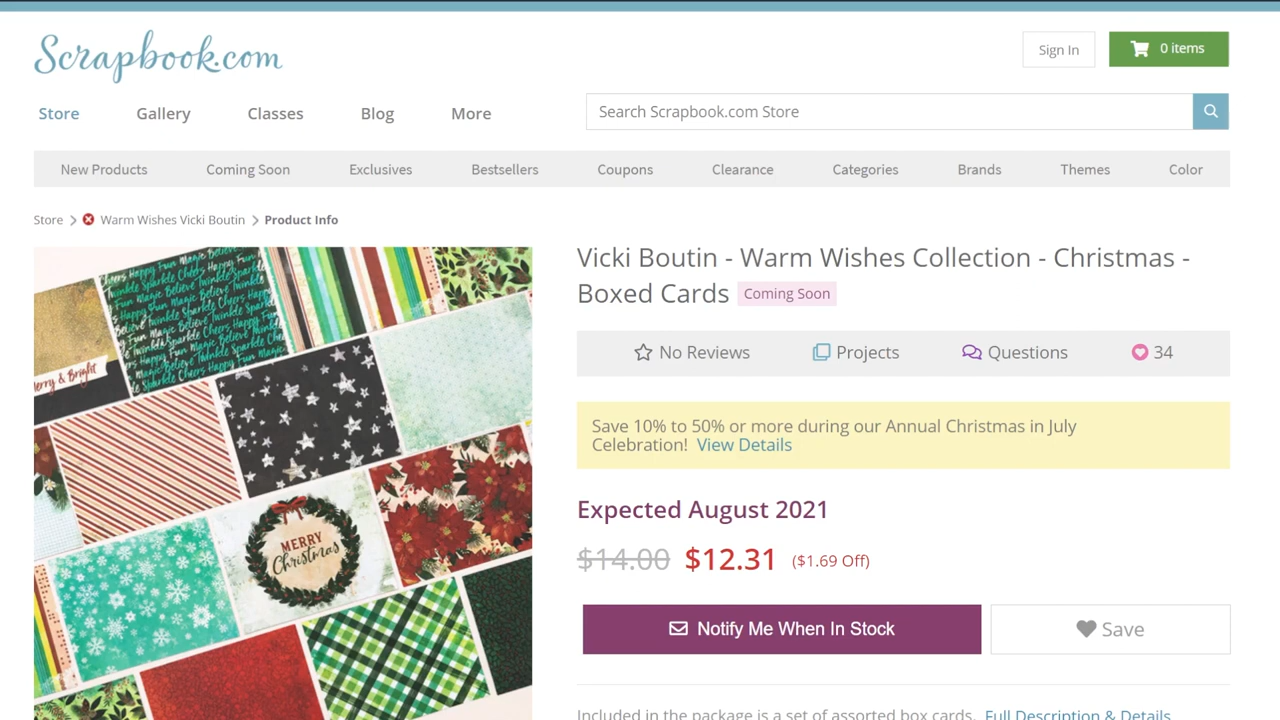 Scrapbook.com
Sign In
0 items
Store Gallery Classes Blog More
Search Scrapbook.com Store
New Products Coming Soon Exclusives Bestsellers Coupons Clearance Categories Brands Themes Color
Store > Warm Wishes Vicki Boutin > Product Info
Vicki Boutin - Warm Wishes Collection - Christmas -
Boxed Cards Coming Soon
No Reviews Projects Questions 34
Save 10% to 50% or more during our Annual Christmas in July
Celebration! View Details
Expected August 2021
$14.00 $12.31 ($1.69 Off)
Notify Me When In Stock
Save
Included in the package is a set of assorted box cards. Full Description & Details
Merry & Bright
MERRY
Christmas